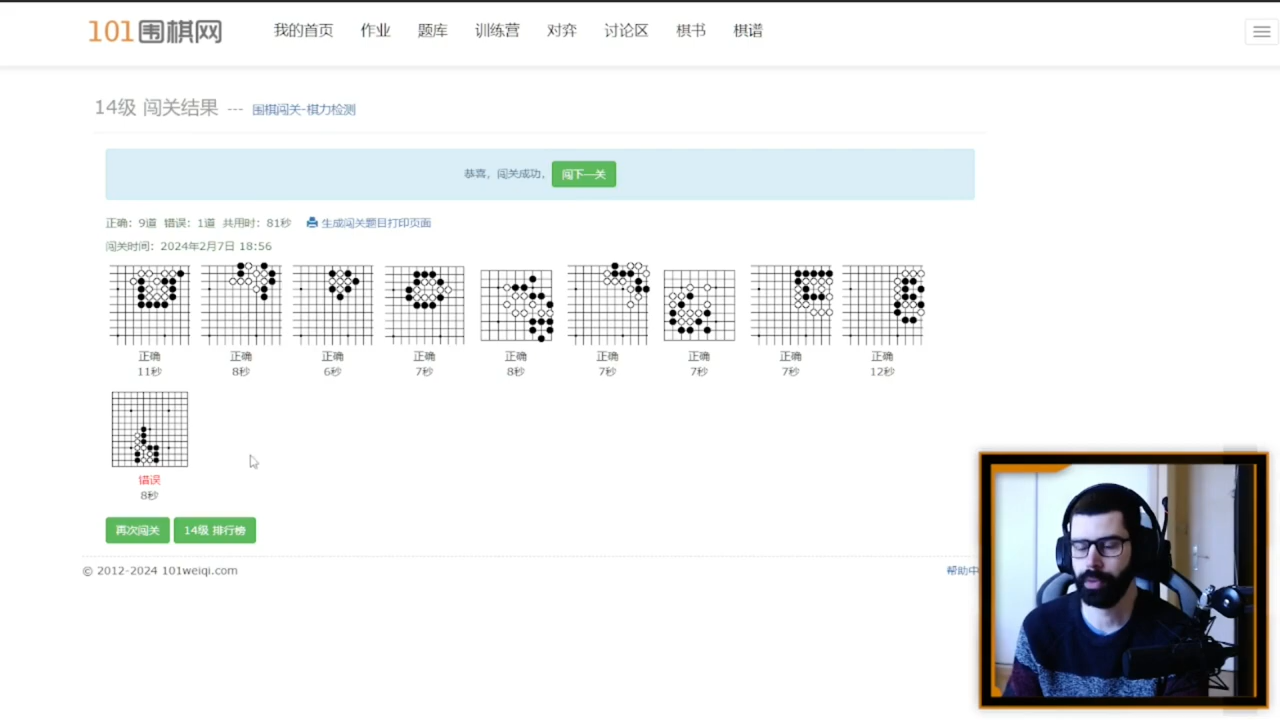 101围棋网 我的首页 作业 题库 训练营 对弈 讨论区 棋书 棋谱
14级 闯关结果 --- 围棋闯关-棋力检测
恭喜，闯关成功， 闯下一关
正确：9道 错误：1道 共用时：81秒 生成闯关题目打印页面
闯关时间：2024年2月7日 18:56
正确 正确 正确 正确 正确 正确 正确 正确 正确
11秒 8秒 6秒 7秒 8秒 7秒 7秒 7秒 12秒
错误
8秒
再次闯关 14级 排行榜
© 2012-2024 101weiqi.com 帮助中